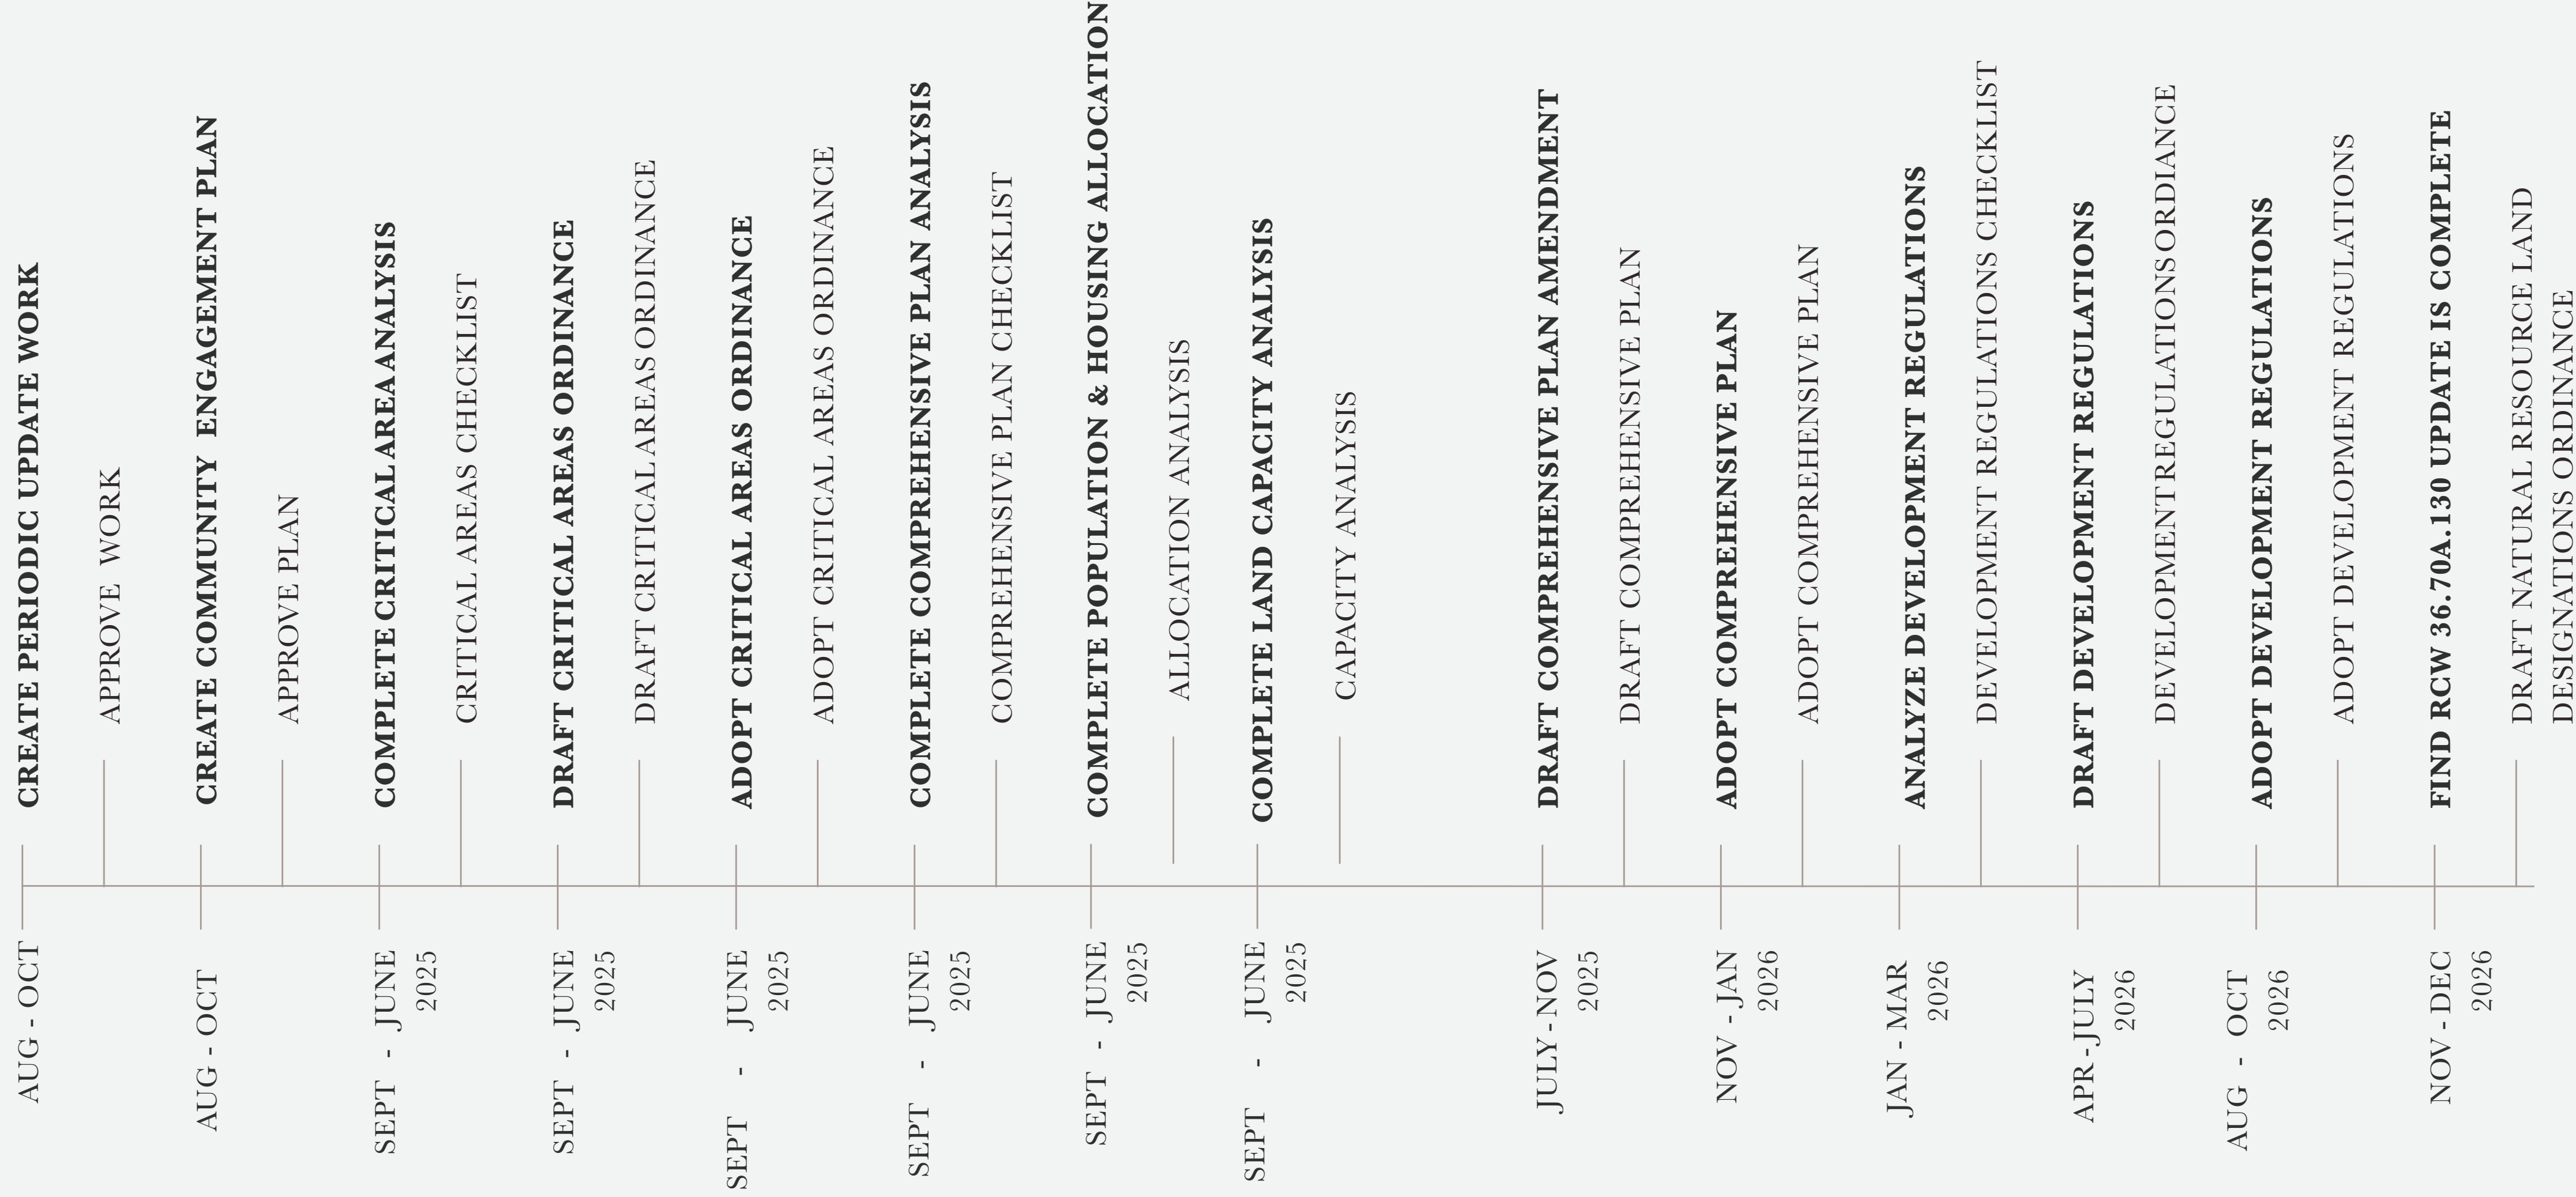 CREATE PERIODIC UPDATE WORK
APPROVE WORK
AUG - OCT
CREATE COMMUNITY ENGAGEMENT PLAN
APPROVE PLAN
AUG - OCT
COMPLETE CRITICAL AREA ANALYSIS
CRITICAL AREAS CHECKLIST
SEPT - JUNE
2025
DRAFT CRITICAL AREAS ORDINANCE
DRAFT CRITICAL AREAS ORDINANCE
SEPT - JUNE
2025
ADOPT CRITICAL AREAS ORDINANCE
ADOPT CRITICAL AREAS ORDINANCE
SEPT - JUNE
2025
COMPLETE COMPREHENSIVE PLAN ANALYSIS
COMPREHENSIVE PLAN CHECKLIST
SEPT - JUNE
2025
COMPLETE POPULATION & HOUSING ALLOCATION
ALLOCATION ANALYSIS
SEPT - JUNE
2025
COMPLETE LAND CAPACITY ANALYSIS
CAPACITY ANALYSIS
SEPT - JUNE
2025
DRAFT COMPREHENSIVE PLAN AMENDMENT
DRAFT COMPREHENSIVE PLAN
JULY - NOV
2025
ADOPT COMPREHENSIVE PLAN
ADOPT COMPREHENSIVE PLAN
NOV - JAN
2026
ANALYZE DEVELOPMENT REGULATIONS
DEVELOPMENT REGULATIONS CHECKLIST
JAN - MAR
2026
DRAFT DEVELOPMENT REGULATIONS
DEVELOPMENT REGULATIONS ORDIANCE
APR - JULY
2026
ADOPT DEVELOPMENT REGULATIONS
ADOPT DEVELOPMENT REGULATIONS
AUG - OCT
2026
FIND RCW 36.70A.130 UPDATE IS COMPLETE
DRAFT NATURAL RESOURCE LAND
DESIGNATIONS ORDINANCE
NOV - DEC
2026